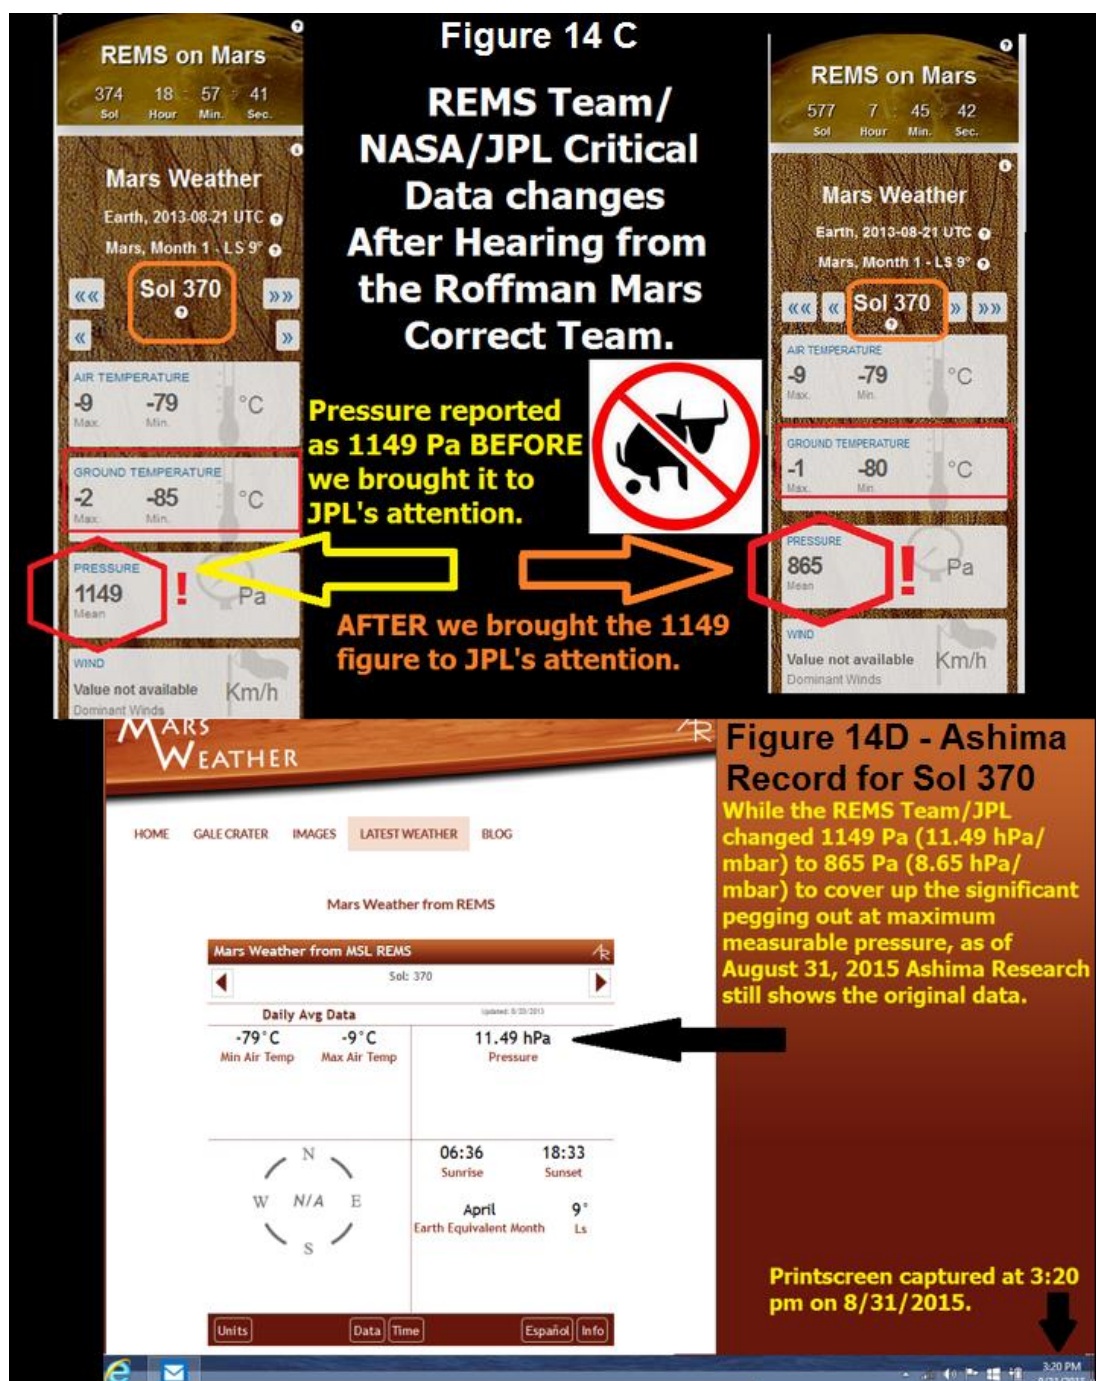 Figure 14 C
REMS Team/
NASA/JPL Critical
Data changes
After Hearing from
the Roffman Mars
Correct Team.
REMS on Mars
374 18 : 57 : 41
Sol Hour Min. Sec.
Mars Weather
Earth, 2013-08-21 UTC
Mars, Month 1 - LS 9°
«« Sol 370 »»
« »
AIR TEMPERATURE
-9 -79 °C
Max. Min.
GROUND TEMPERATURE
-2 -85 °C
Max. Min.
PRESSURE
1149 ! Pa
Mean
WIND
Value not available Km/h
Dominant Winds
Pressure reported
as 1149 Pa BEFORE
we brought it to
JPL's attention.
AFTER we brought the 1149
figure to JPL's attention.
REMS on Mars
577 7 : 45 : 42
Sol Hour Min. Sec.
Mars Weather
Earth, 2013-08-21 UTC
Mars, Month 1 - LS 9°
«« « Sol 370 » »»
AIR TEMPERATURE
-9 -79 °C
Max. Min.
GROUND TEMPERATURE
-1 -80 °C
Max. Min.
PRESSURE
865 ! Pa
Mean
WIND
Value not available Km/h
Dominant Winds
MARS
WEATHER
AR
HOME GALE CRATER IMAGES LATEST WEATHER BLOG
Mars Weather from REMS
Mars Weather from MSL REMS AR
Sol: 370
Daily Avg Data
-79°C -9°C 11.49 hPa
Min Air Temp Max Air Temp Pressure
N
W N/A E
S
06:36 18:33
Sunrise Sunset
April 9°
Earth Equivalent Month Ls
Units Data Time Español Info
Figure 14D - Ashima
Record for Sol 370
While the REMS Team/JPL
changed 1149 Pa (11.49 hPa/
mbar) to 865 Pa (8.65 hPa/
mbar) to cover up the significant
pegging out at maximum
measurable pressure, as of
August 31, 2015 Ashima Research
still shows the original data.
Printscreen captured at 3:20
pm on 8/31/2015.
3:20 PM